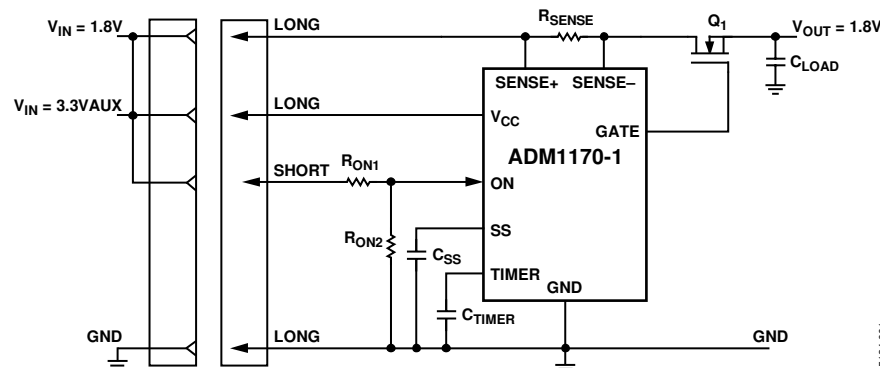 V_IN = 1.8V
LONG
R_SENSE
Q_1
V_OUT = 1.8V
C_LOAD
SENSE+ SENSE–
V_IN = 3.3VAUX
LONG
V_CC
GATE
ADM1170-1
SHORT
R_ON1
ON
R_ON2
SS
C_SS
TIMER
GND
C_TIMER
GND
LONG
GND